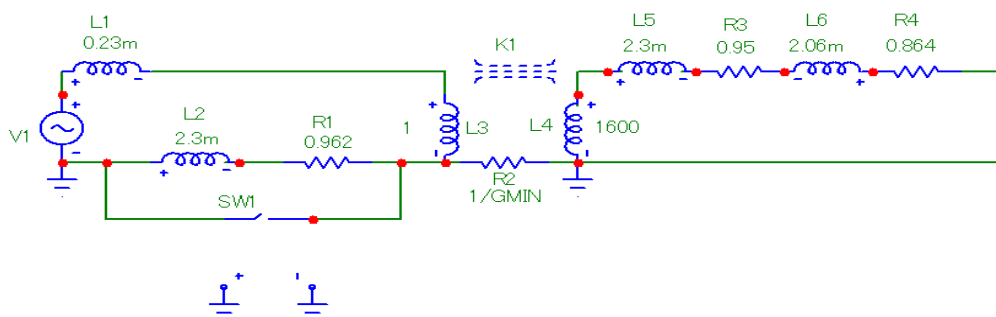 L1
0.23m
V1
L2
2.3m
R1
0.962
SW1
K1
1
L3
L4
1600
R2
1/GMIN
L5
2.3m
R3
0.95
L6
2.06m
R4
0.864